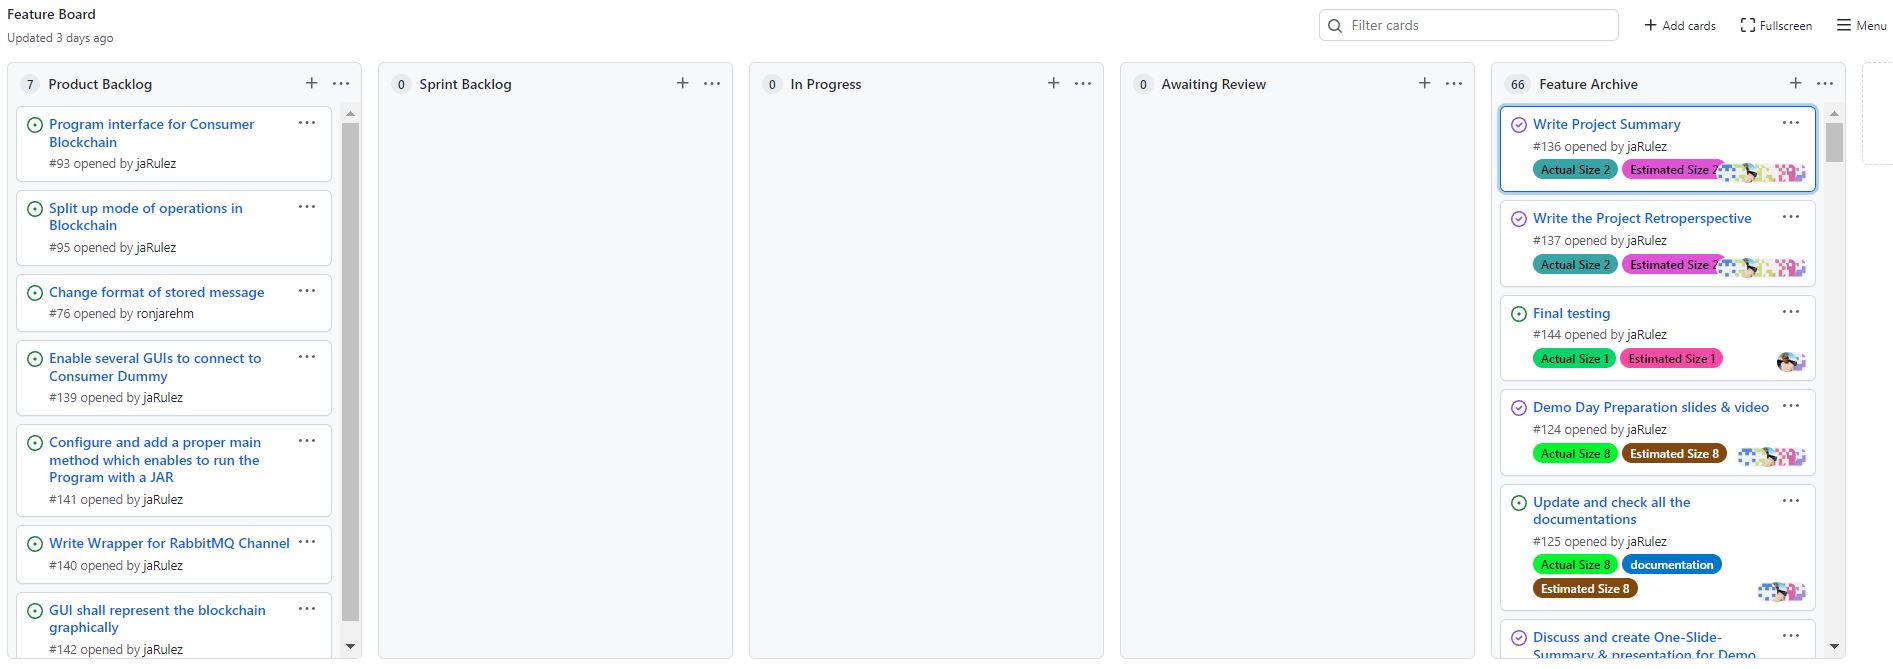 Feature Board
Updated 3 days ago
Filter cards
Add cards
Fullscreen
Menu
7 Product Backlog
Program interface for Consumer
Blockchain
#93 opened by jaRulez
Split up mode of operations in
Blockchain
#95 opened by jaRulez
Change format of stored message
#76 opened by ronjarehm
Enable several GUIs to connect to
Consumer Dummy
#139 opened by jaRulez
Configure and add a proper main
method which enables to run the
Program with a JAR
#141 opened by jaRulez
Write Wrapper for RabbitMQ Channel
#140 opened by jaRulez
GUI shall represent the blockchain
graphically
#142 opened by jaRulez
0 Sprint Backlog
0 In Progress
0 Awaiting Review
66 Feature Archive
Write Project Summary
#136 opened by jaRulez
Actual Size 2 Estimated Size 2
Write the Project Retroperspective
#137 opened by jaRulez
Actual Size 2 Estimated Size 2
Final testing
#144 opened by jaRulez
Actual Size 1 Estimated Size 1
Demo Day Preparation slides & video
#124 opened by jaRulez
Actual Size 8 Estimated Size 8
Update and check all the
documentations
#125 opened by jaRulez
Actual Size 8 documentation
Estimated Size 8
Discuss and create One-Slide-
Summary & presentation for Demo